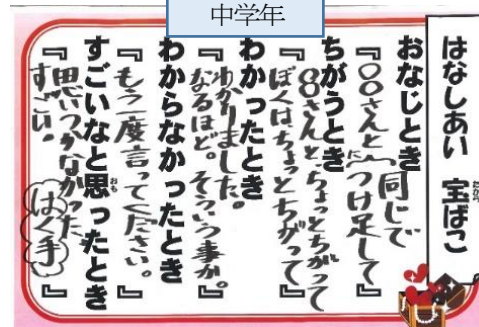 中学年
はなしあい 宝ばこ
たから
おなじとき
『○○さんと同じで
つけ足して』
ちがうとき
『○○さんと、ちょっとちがって
ぼくは、ちょっとちがって』
わかったとき
『わかりました。
なるほど。そういう事か。』
わからなかったとき
『もう一度言ってください。』
すごいなと思ったとき
おも
『思いつかなかった
すごい。はく手』